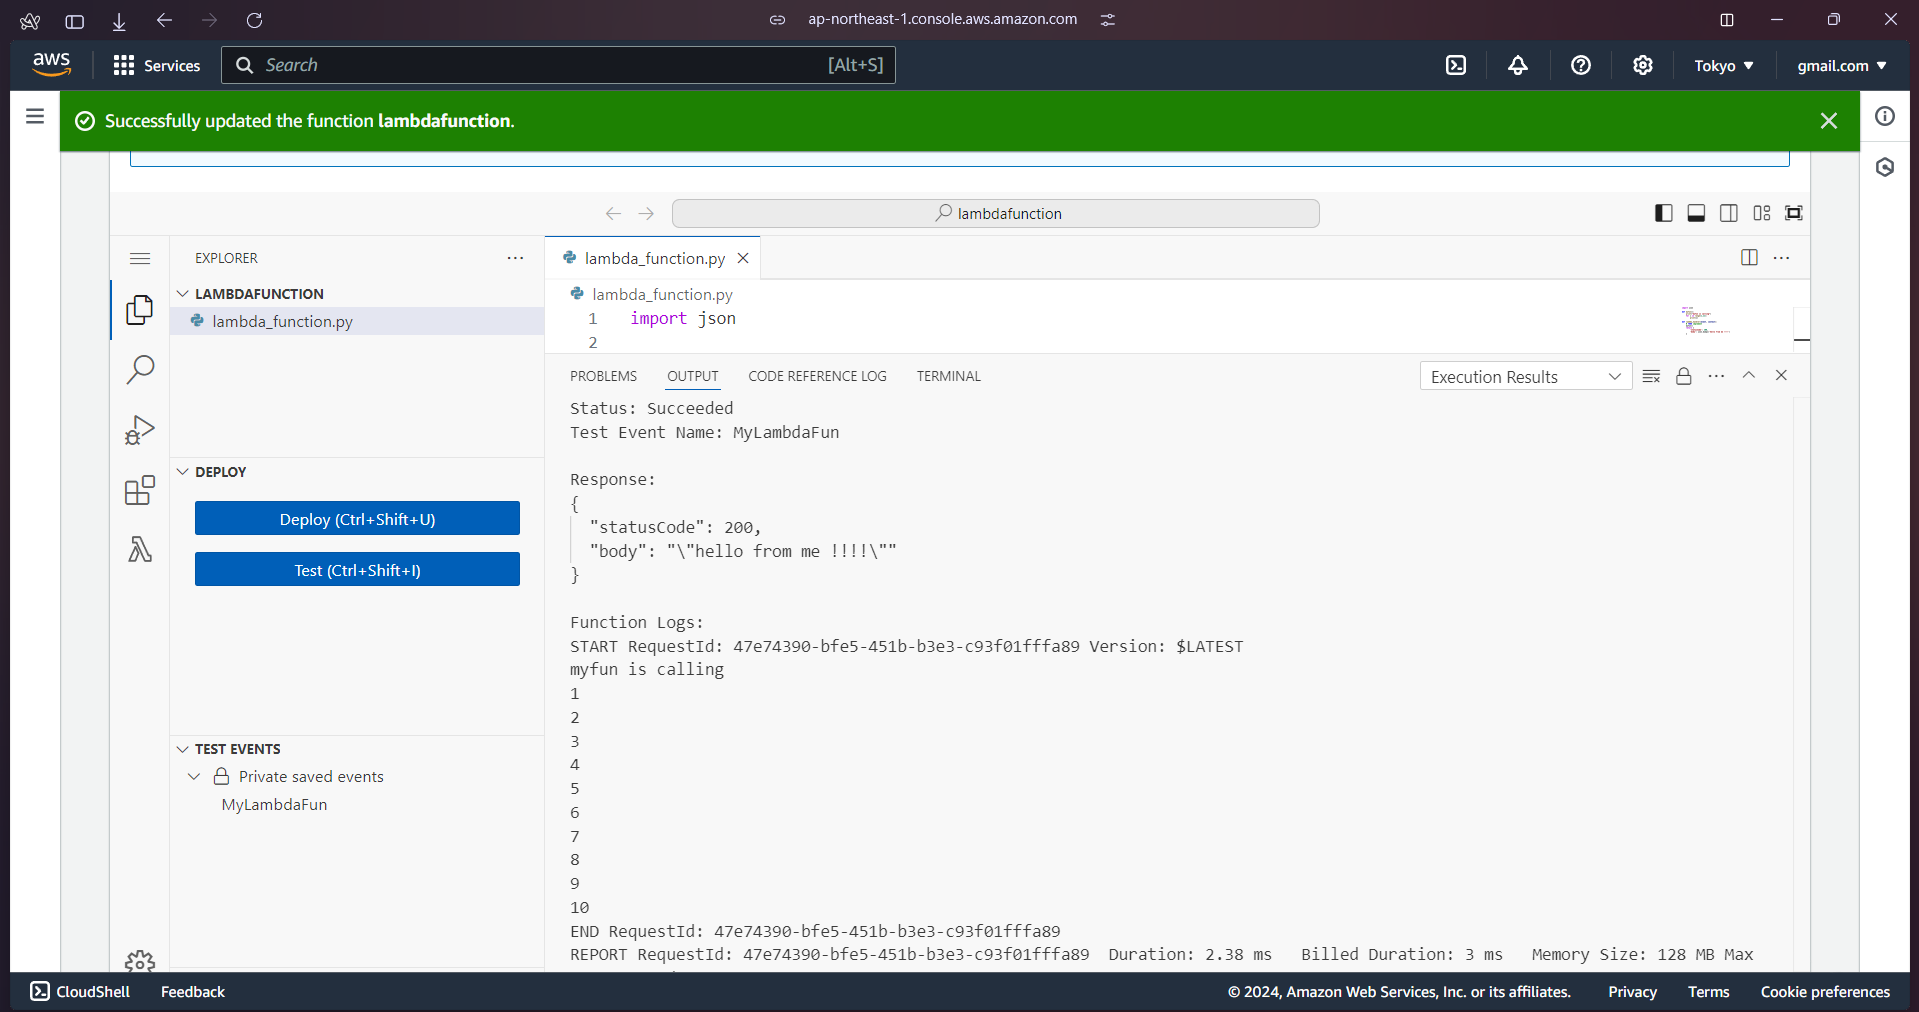 ap-northeast-1.console.aws.amazon.com
aws
Services
Search
[Alt+S]
Tokyo
gmail.com
Successfully updated the function lambdafunction.
lambdafunction
EXPLORER
LAMBDAFUNCTION
lambda_function.py
DEPLOY
Deploy (Ctrl+Shift+U)
Test (Ctrl+Shift+I)
TEST EVENTS
Private saved events
MyLambdaFun
lambda_function.py
lambda_function.py
1 import json
2
PROBLEMS OUTPUT CODE REFERENCE LOG TERMINAL
Execution Results
Status: Succeeded
Test Event Name: MyLambdaFun
Response:
{
"statusCode": 200,
"body": "\"hello from me !!!!\""
}
Function Logs:
START RequestId: 47e74390-bfe5-451b-b3e3-c93f01fffa89 Version: $LATEST
myfun is calling
1
2
3
4
5
6
7
8
9
10
END RequestId: 47e74390-bfe5-451b-b3e3-c93f01fffa89
REPORT RequestId: 47e74390-bfe5-451b-b3e3-c93f01fffa89 Duration: 2.38 ms Billed Duration: 3 ms Memory Size: 128 MB Max
CloudShell
Feedback
© 2024, Amazon Web Services, Inc. or its affiliates.
Privacy
Terms
Cookie preferences